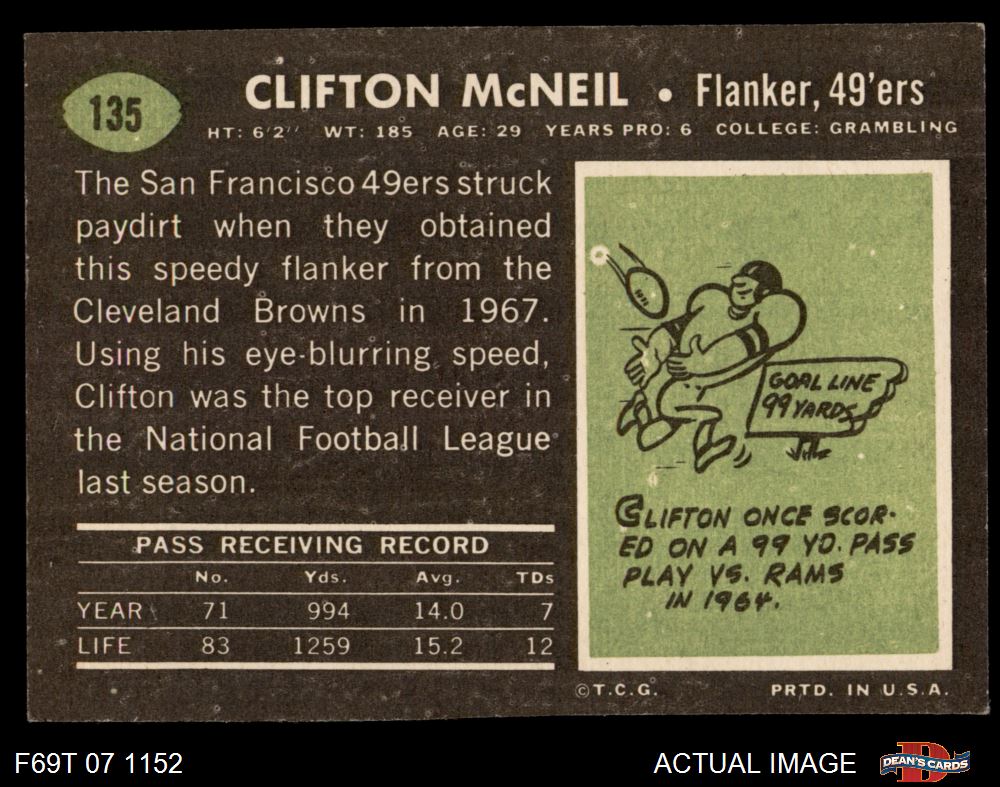 135
CLIFTON McNEIL • Flanker, 49'ers
HT: 6'2'' WT: 185 AGE: 29 YEARS PRO: 6 COLLEGE: GRAMBLING
The San Francisco 49ers struck
paydirt when they obtained
this speedy flanker from the
Cleveland Browns in 1967.
Using his eye-blurring speed,
Clifton was the top receiver in
the National Football League
last season.
PASS RECEIVING RECORD
No. Yds. Avg. TDs
YEAR 71 994 14.0 7
LIFE 83 1259 15.2 12
GOAL LINE
99 YARDS
CLIFTON ONCE SCOR-
ED ON A 99 YD. PASS
PLAY VS. RAMS
IN 1964.
©T.C.G. PRTD. IN U.S.A.
F69T 07 1152 ACTUAL IMAGE
DEAN'S CARDS